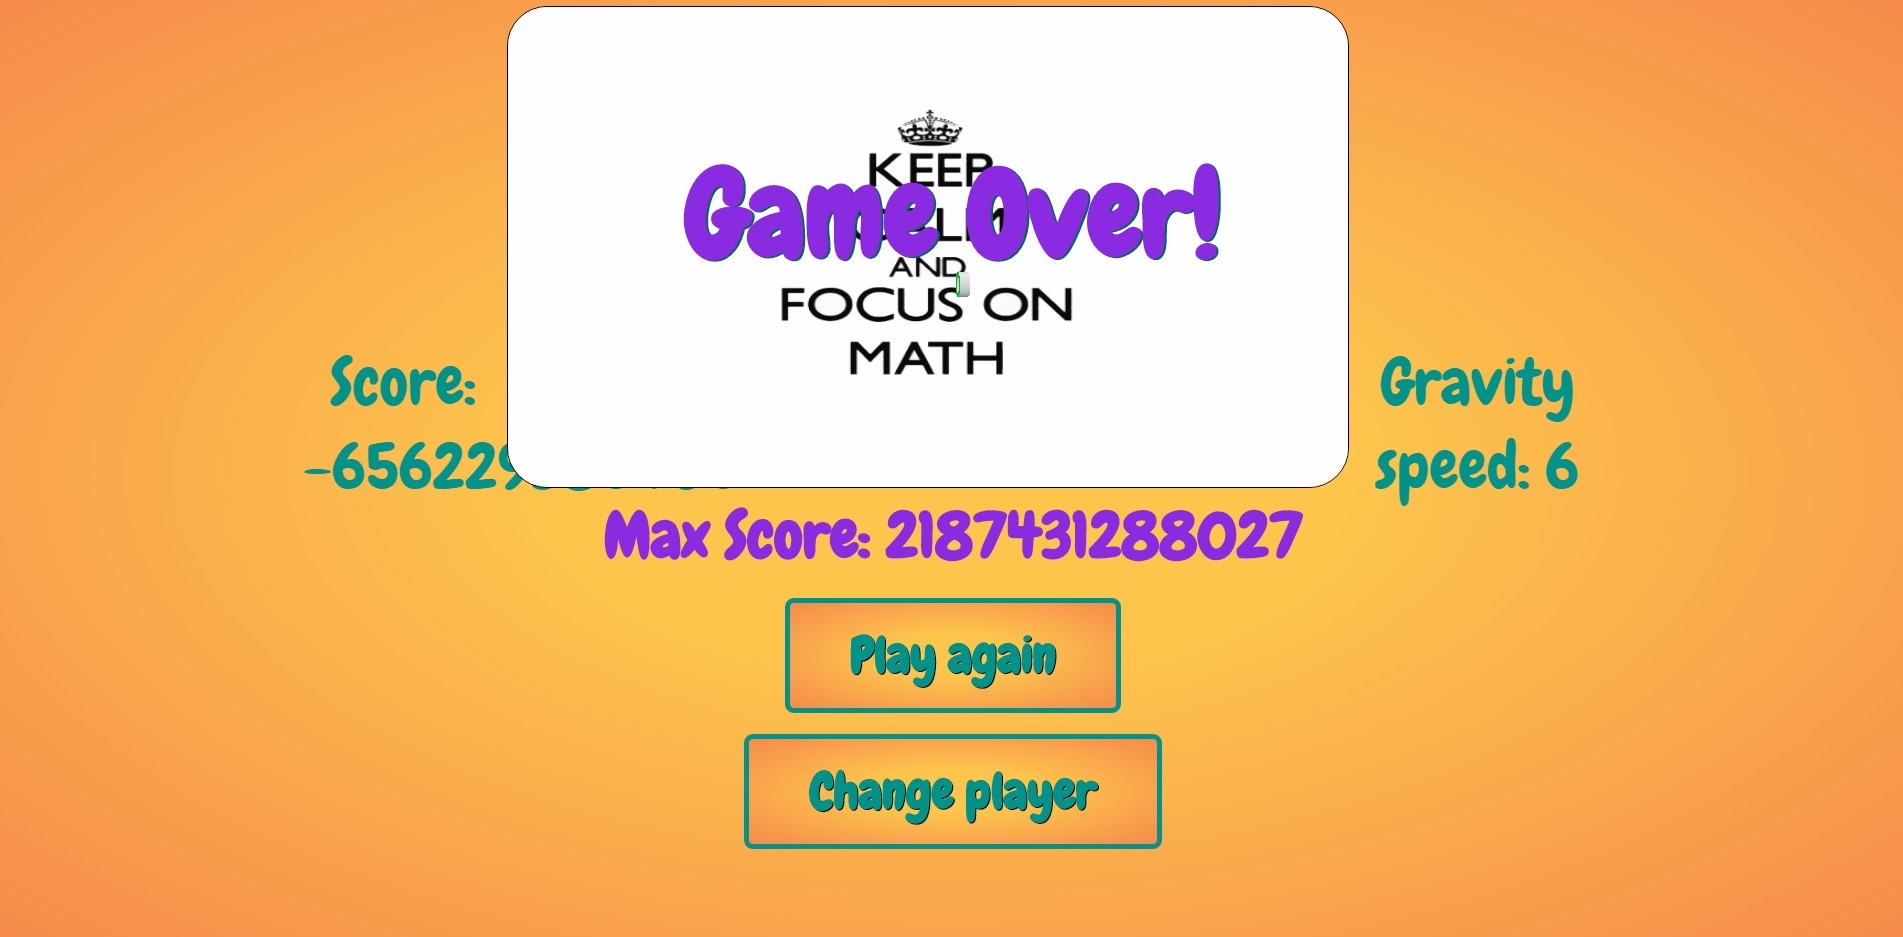 KEEP
AND
FOCUS ON
MATH
Game Over!
Score:
Gravity
speed: 6
Max Score: 2187431288027
Play again
Change player